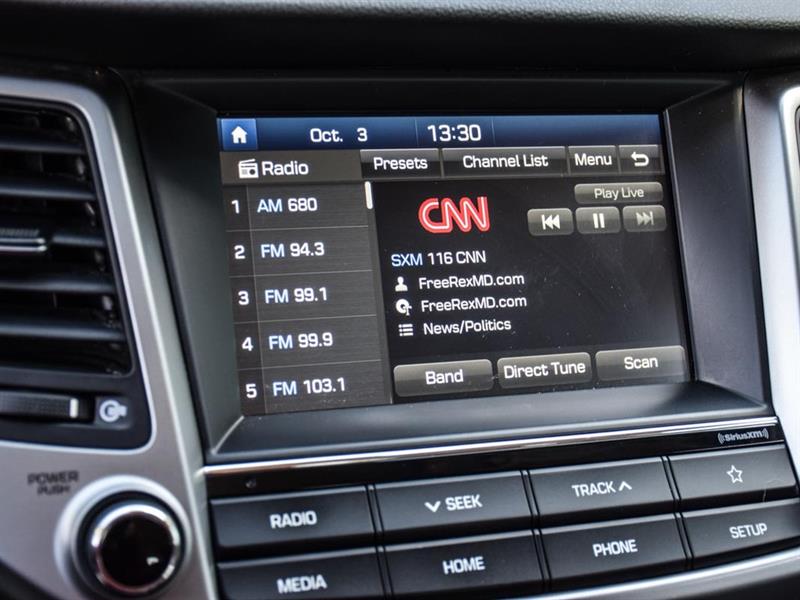 Oct. 3 13:30
Radio Presets Channel List Menu
1 AM 680
2 FM 94.3
3 FM 99.1
4 FM 99.9
5 FM 103.1
CNN
Play Live
SXM 116 CNN
FreeRexMD.com
FreeRexMD.com
News/Politics
Band Direct Tune Scan
((SiriusXM))
POWER
PUSH
RADIO SEEK TRACK
MEDIA HOME PHONE SETUP